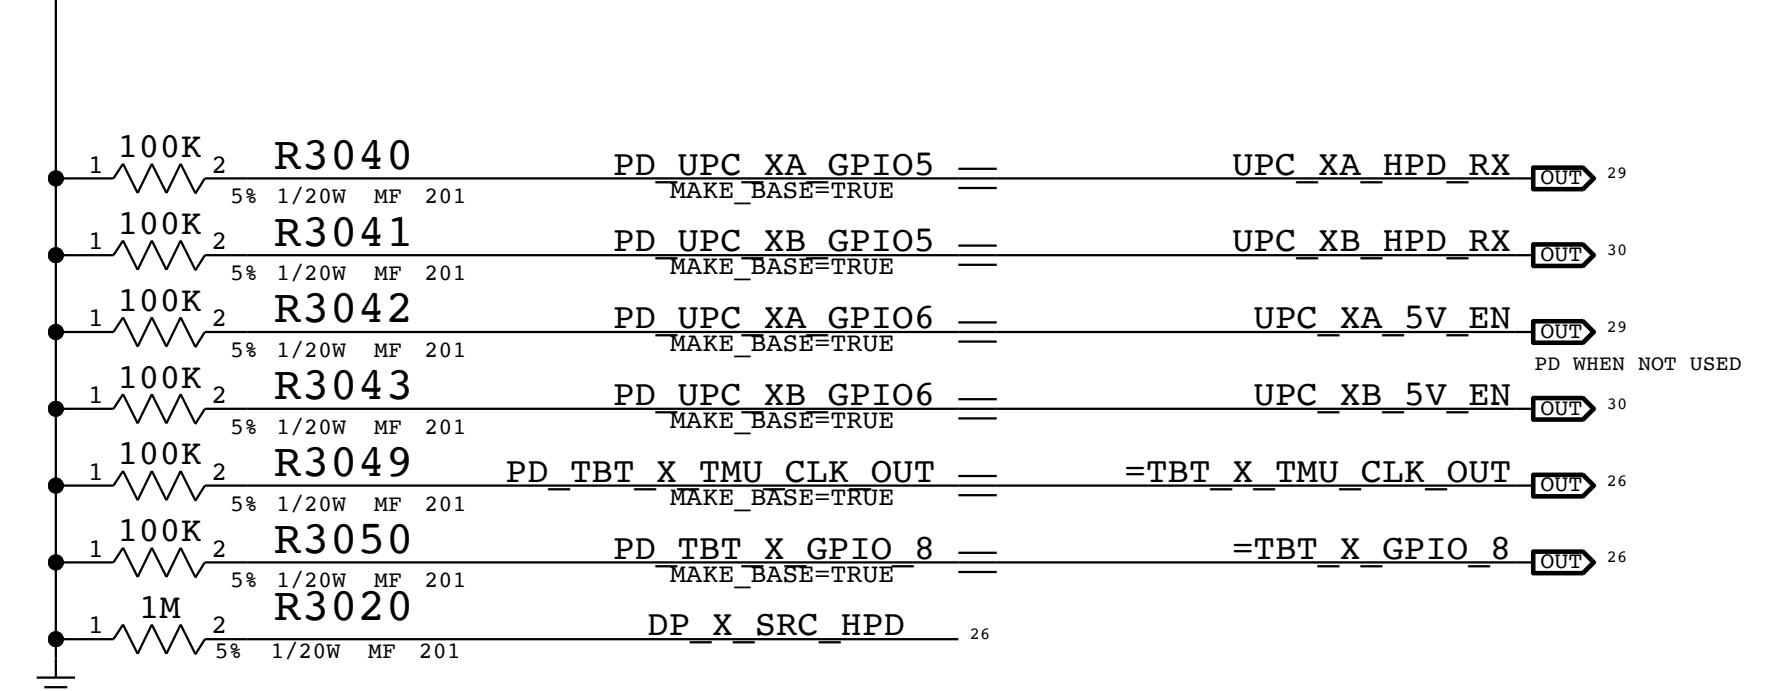 100K
1 2 R3040 PD_UPC_XA_GPIO5 UPC_XA_HPD_RX OUT 29
5% 1/20W MF 201 MAKE_BASE=TRUE
100K
1 2 R3041 PD_UPC_XB_GPIO5 UPC_XB_HPD_RX OUT 30
5% 1/20W MF 201 MAKE_BASE=TRUE
100K
1 2 R3042 PD_UPC_XA_GPIO6 UPC_XA_5V_EN OUT 29
5% 1/20W MF 201 MAKE_BASE=TRUE PD WHEN NOT USED
100K
1 2 R3043 PD_UPC_XB_GPIO6 UPC_XB_5V_EN OUT 30
5% 1/20W MF 201 MAKE_BASE=TRUE
100K
1 2 R3049 PD_TBT_X_TMU_CLK_OUT =TBT_X_TMU_CLK_OUT OUT 26
5% 1/20W MF 201 MAKE_BASE=TRUE
100K
1 2 R3050 PD_TBT_X_GPIO_8 =TBT_X_GPIO_8 OUT 26
5% 1/20W MF 201 MAKE_BASE=TRUE
1M
1 2 R3020 DP_X_SRC_HPD 26
5% 1/20W MF 201